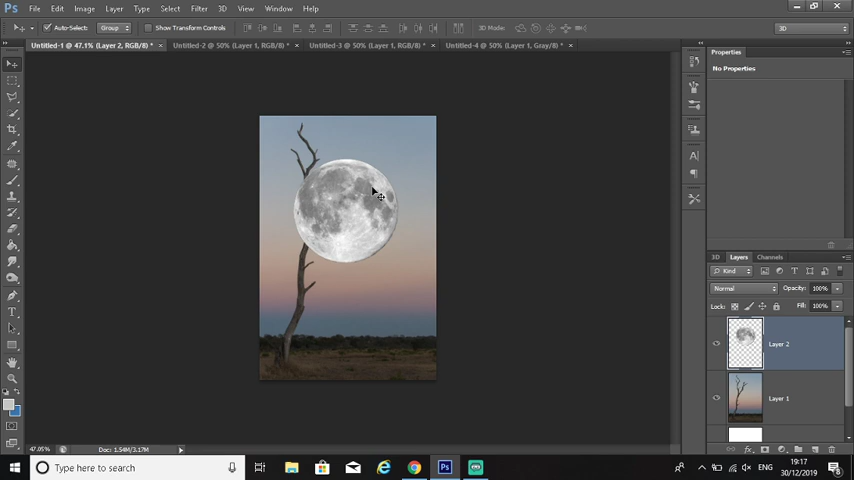 Ps File Edit Image Layer Type Select Filter 3D View Window Help
Auto-Select: Group Show Transform Controls 3D Mode: 3D
Untitled-1 @ 47.1% (Layer 2, RGB/8) * × Untitled-2 @ 50% (Layer 1, RGB/8) * × Untitled-3 @ 50% (Layer 1, RGB/8) * × Untitled-4 @ 50% (Layer 1, Gray/8) * ×
Properties
No Properties
3D Layers Channels
Kind
Normal Opacity: 100%
Lock: Fill: 100%
Layer 2
Layer 1
fx
47.05% Doc: 1.54M/3.17M
Type here to search Ps ENG 19:17
30/12/2019